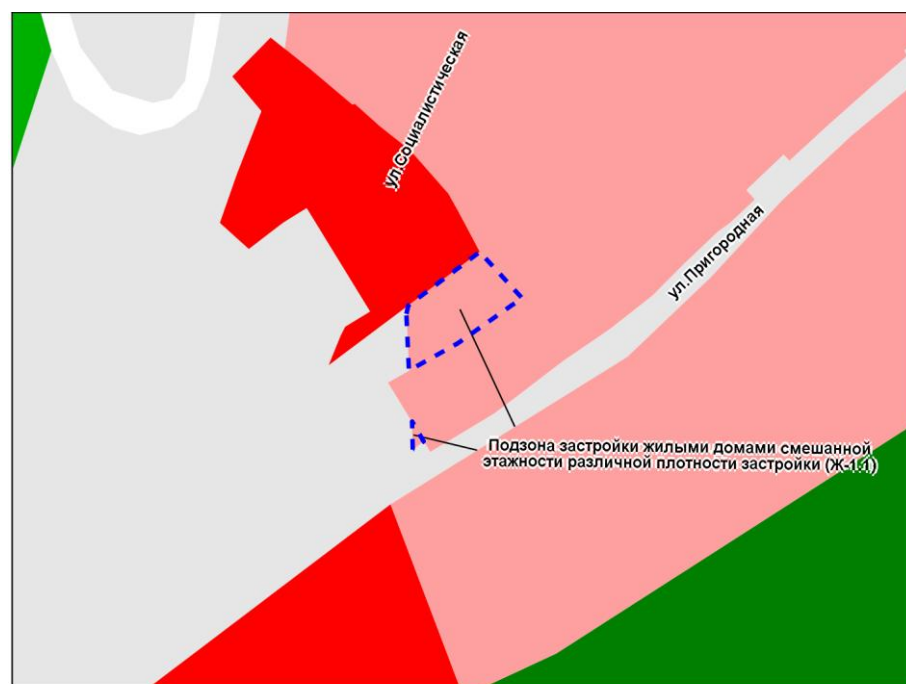 ул.Социалистическая
ул.Пригородная
Подзона застройки жилыми домами смешанной
этажности различной плотности застройки (Ж-1.1)